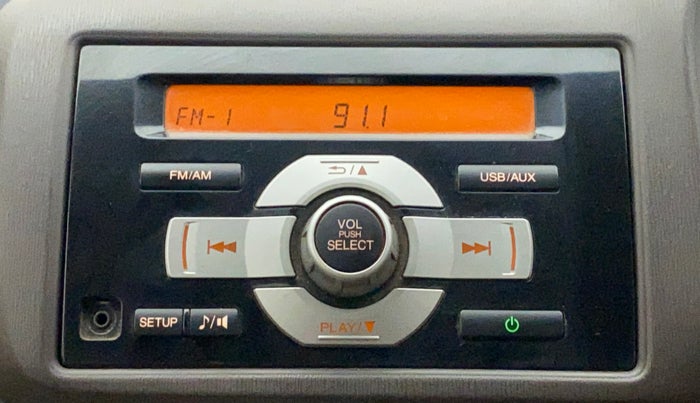 FM-1 91.1
FM/AM
USB/AUX
VOL
PUSH
SELECT
SETUP
PLAY/